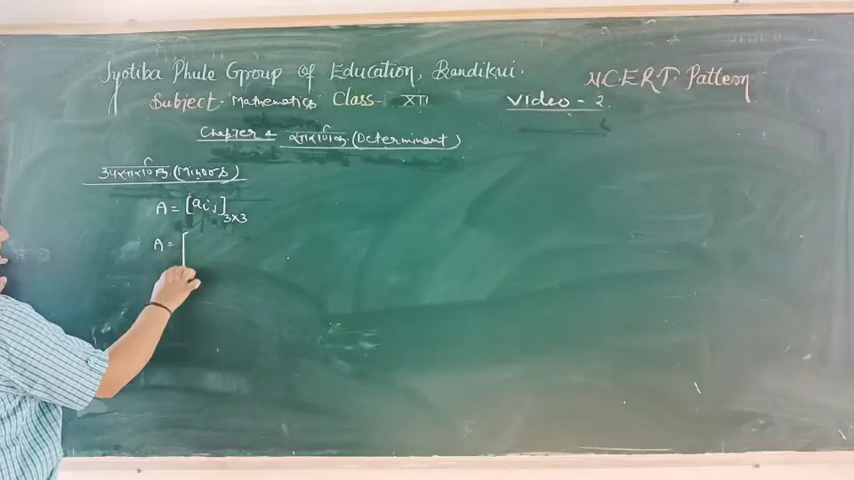 Jyotiba Phule Group of Education, Bandikui.
NCERT. Pattern
Subject- Mathematics Class- XII
Video - 2.
Chapter 4 सारणिक (Determinant)
उपसारणिक (Minors)
A = [aij]3×3
A = [